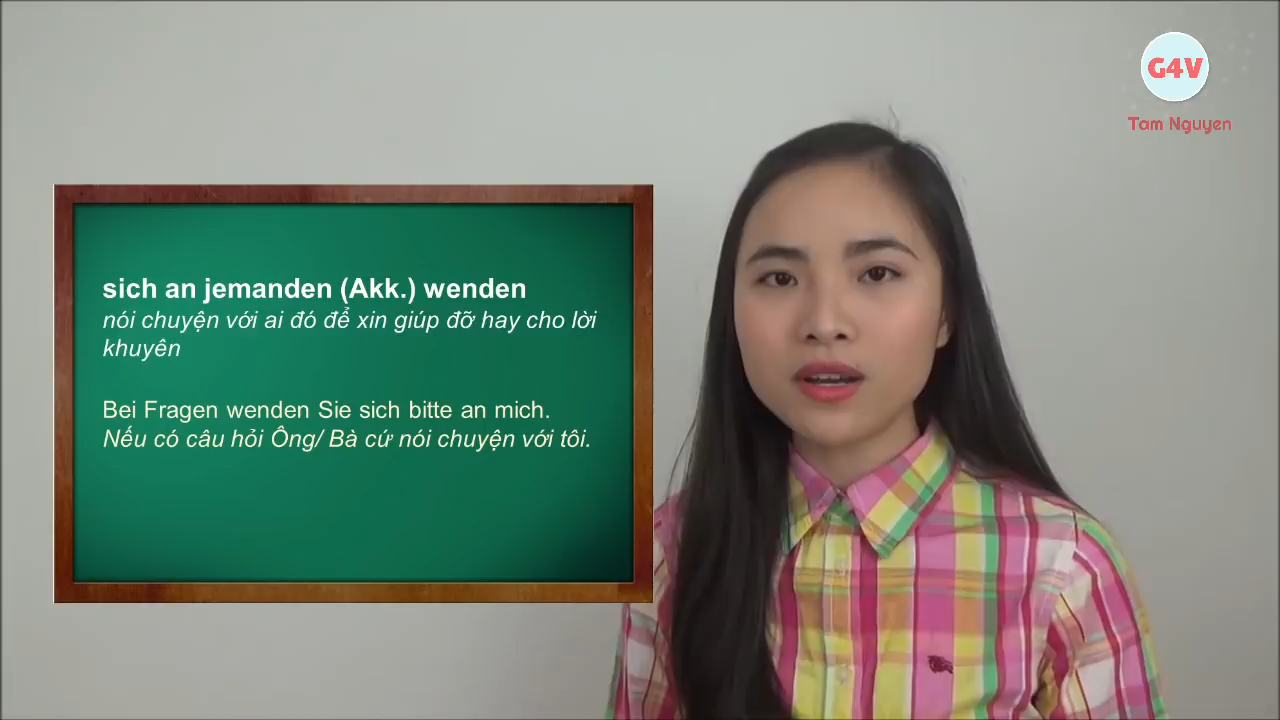 G4V
Tam Nguyen
sich an jemanden (Akk.) wenden
nói chuyện với ai đó để xin giúp đỡ hay cho lời
khuyên
Bei Fragen wenden Sie sich bitte an mich.
Nếu có câu hỏi Ông/ Bà cứ nói chuyện với tôi.